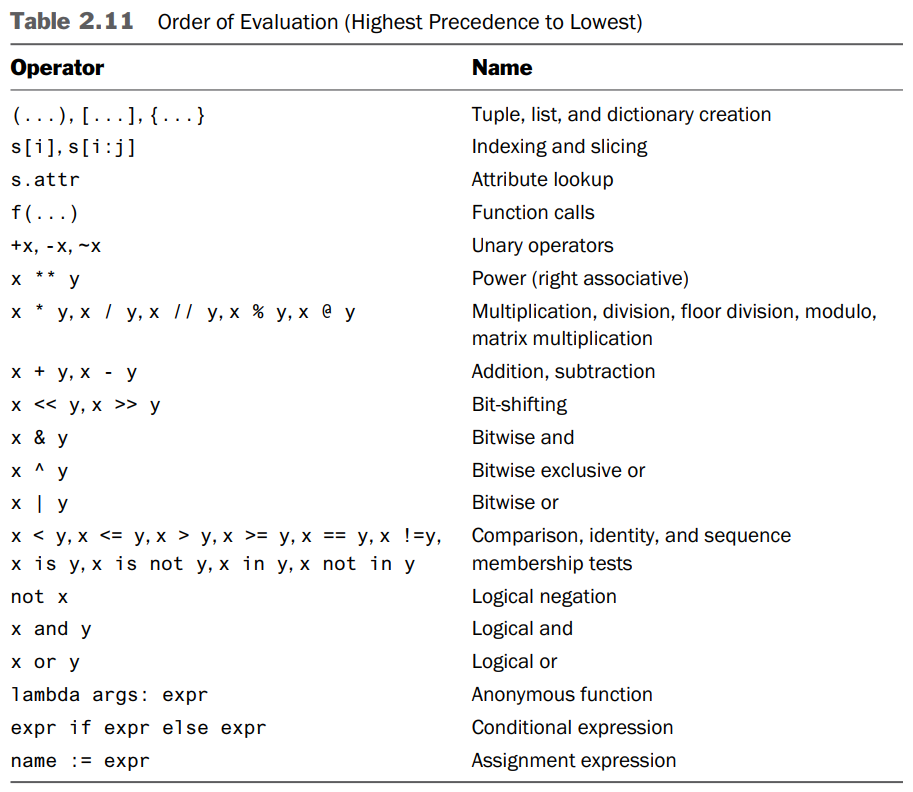 Table 2.11 Order of Evaluation (Highest Precedence to Lowest)
Operator Name
(...), [...], {...} Tuple, list, and dictionary creation
s[i], s[i:j] Indexing and slicing
s.attr Attribute lookup
f(...) Function calls
+x, -x, ~x Unary operators
x ** y Power (right associative)
x * y, x / y, x // y, x % y, x @ y Multiplication, division, floor division, modulo,
matrix multiplication
x + y, x - y Addition, subtraction
x << y, x >> y Bit-shifting
x & y Bitwise and
x ^ y Bitwise exclusive or
x | y Bitwise or
x < y, x <= y, x > y, x >= y, x == y, x !=y, Comparison, identity, and sequence
x is y, x is not y, x in y, x not in y membership tests
not x Logical negation
x and y Logical and
x or y Logical or
lambda args: expr Anonymous function
expr if expr else expr Conditional expression
name := expr Assignment expression